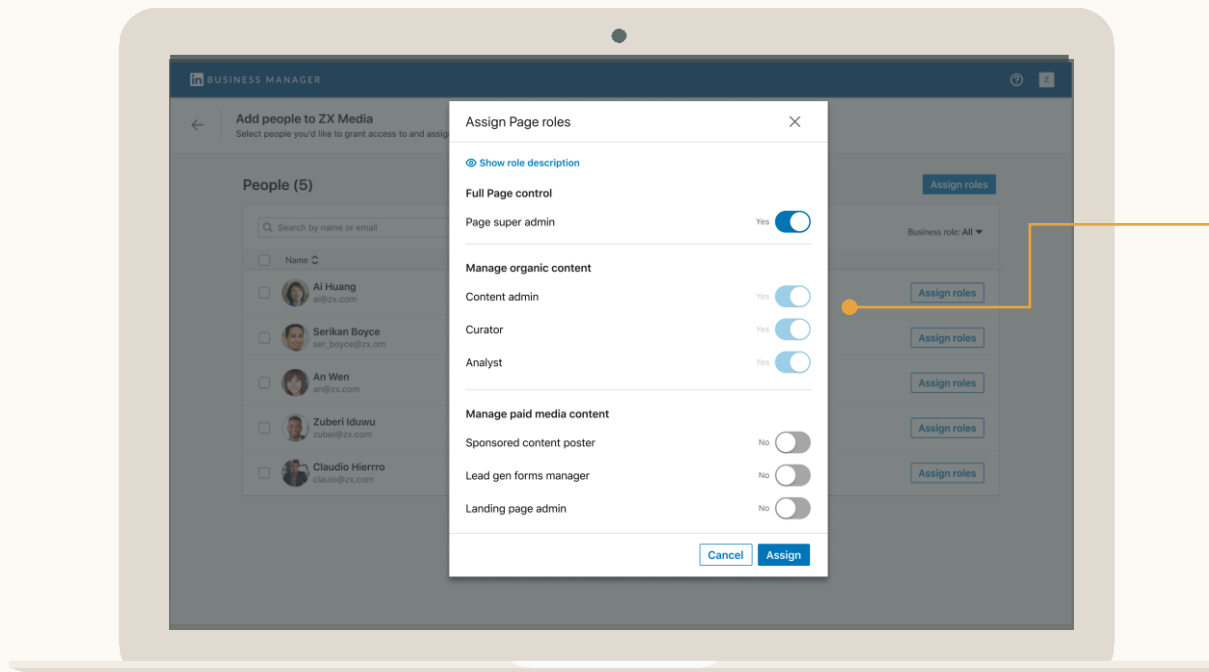 in BUSINESS MANAGER
Z
Add people to ZX Media
Select people you'd like to grant access to and
People (5)
Assign roles
Search by name or email
Business role: All
Name
Ai Huang
ai@zx.com
Assign roles
Serikan Boyce
ser_boyce@zx.om
Assign roles
An Wen
an@zx.com
Assign roles
Zuberi Iduwu
zubei@zx.com
Assign roles
Claudio Hierrro
clauio@zx.com
Assign roles
Assign Page roles
Show role description
Full Page control
Page super admin Yes
Manage organic content
Content admin Yes
Curator Yes
Analyst Yes
Manage paid media content
Sponsored content poster No
Lead gen forms manager No
Landing page admin No
Cancel Assign